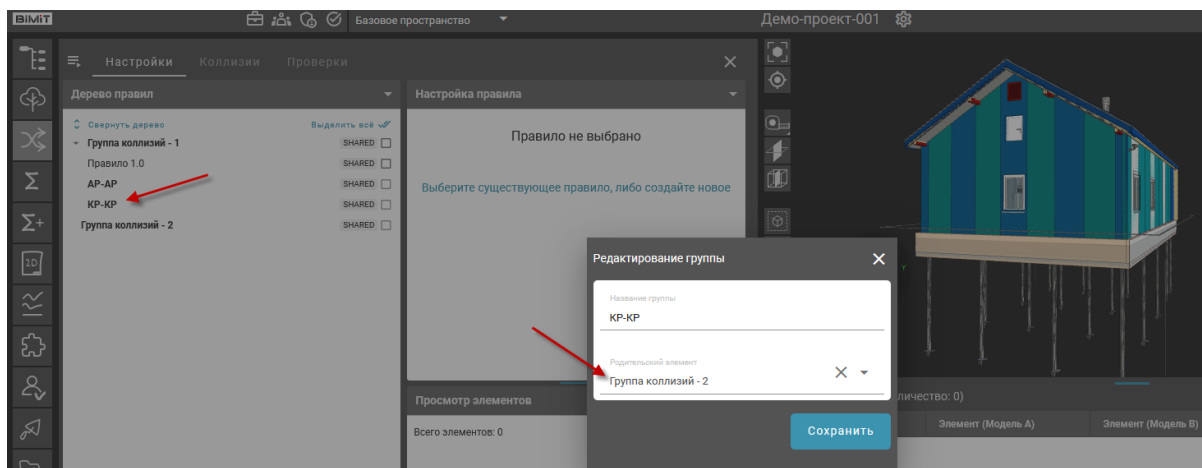 BIMiT
Базовое пространство
Демо-проект-001
Настройки Коллизии Проверки
Дерево правил
Свернуть дерево Выделить всё
Группа коллизий - 1 SHARED
Правило 1.0 SHARED
АР-АР SHARED
КР-КР SHARED
Группа коллизий - 2 SHARED
Настройка правила
Правило не выбрано
Выберите существующее правило, либо создайте новое
Просмотр элементов
Всего элементов: 0
Редактирование группы
Название группы
КР-КР
Родительский элемент
Группа коллизий - 2
Сохранить
личество: 0)
Элемент (Модель A) Элемент (Модель B)
Σ
Σ+
2D
Y